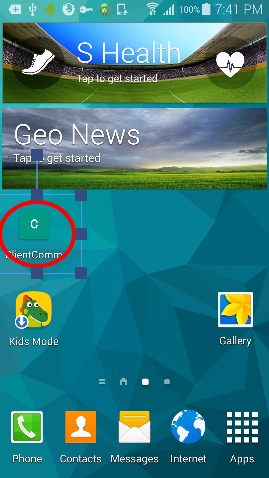 100% 7:41 PM
S Health
Tap to get started
Geo News
Tap to get started
C
ClientComm
Kids Mode
Gallery
Phone Contacts Messages Internet Apps